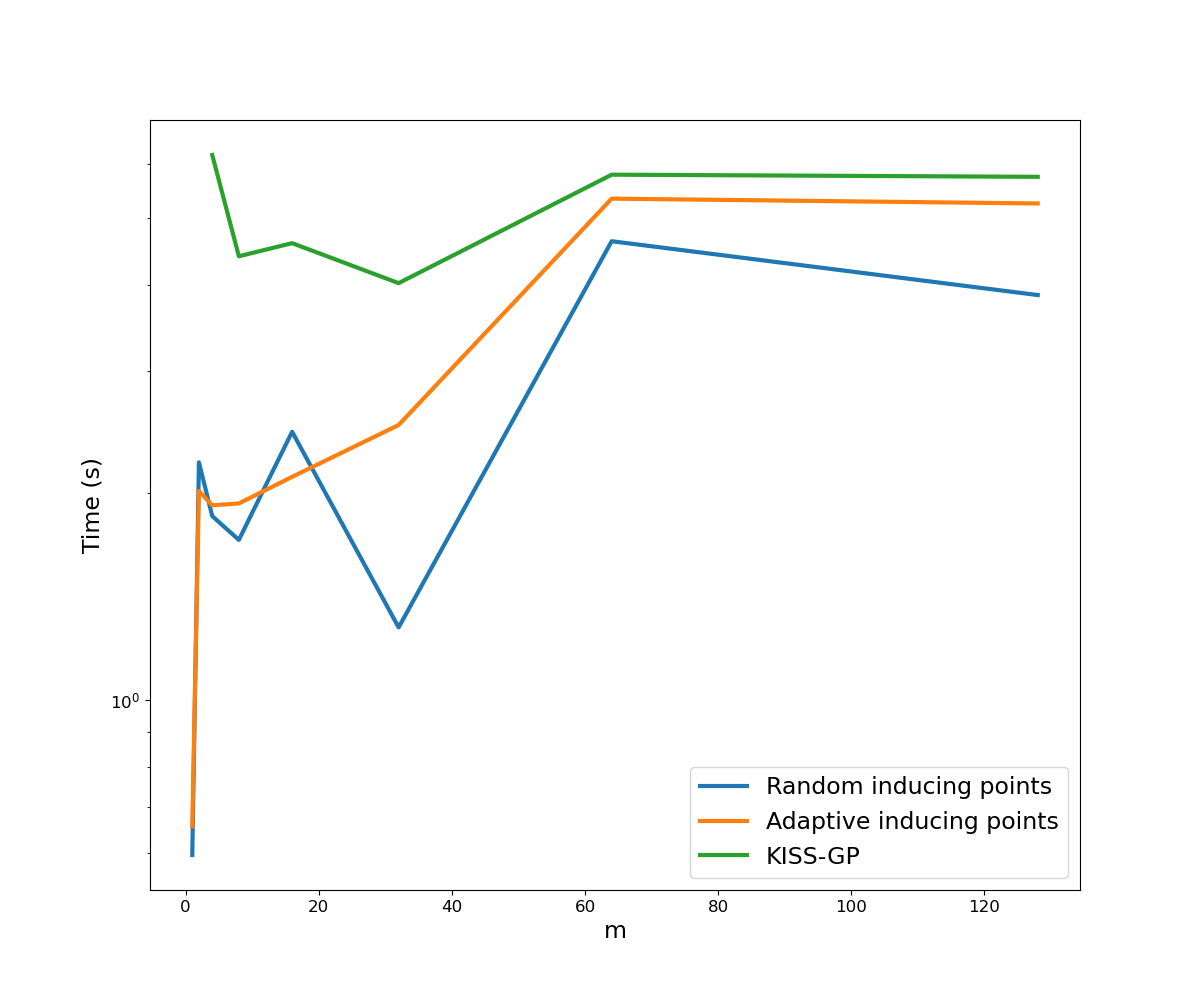 Time (s)
10⁰
0 20 40 60 80 100 120
m
Random inducing points
Adaptive inducing points
KISS-GP